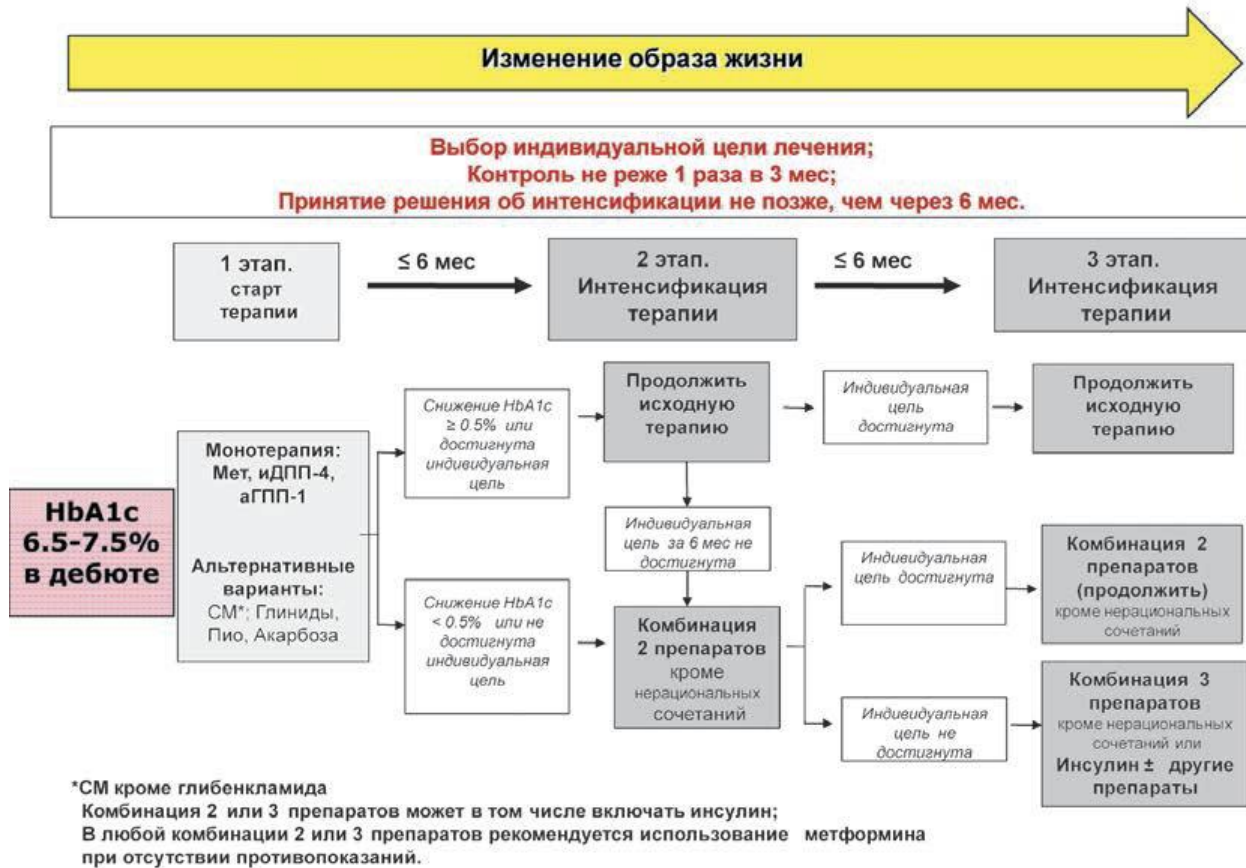 Изменение образа жизни
Выбор индивидуальной цели лечения;
Контроль не реже 1 раза в 3 мес;
Принятие решения об интенсификации не позже, чем через 6 мес.
1 этап.
старт
терапии
≤ 6 мес
2 этап.
Интенсификация
терапии
≤ 6 мес
3 этап.
Интенсификация
терапии
HbA1c
6.5-7.5%
в дебюте
Монотерапия:
Мет, иДПП-4,
аГПП-1
Альтернативные
варианты:
СМ*; Глиниды,
Пио, Акарбоза
Снижение HbA1c
≥ 0.5% или
достигнута
индивидуальная
цель
Продолжить
исходную
терапию
Индивидуальная
цель
достигнута
Продолжить
исходную
терапию
Индивидуальная
цель за 6 мес не
достигнута
Снижение HbA1c
< 0.5% или не
достигнута
индивидуальная
цель
Комбинация
2 препаратов
кроме
нерациональных
сочетаний
Индивидуальная
цель достигнута
Комбинация 2
препаратов
(продолжить)
кроме нерациональных
сочетаний
Индивидуальная
цель не
достигнута
Комбинация 3
препаратов
кроме нерациональных
сочетаний или
Инсулин ± другие
препараты
*СМ кроме глибенкламида
Комбинация 2 или 3 препаратов может в том числе включать инсулин;
В любой комбинации 2 или 3 препаратов рекомендуется использование метформина
при отсутствии противопоказаний.